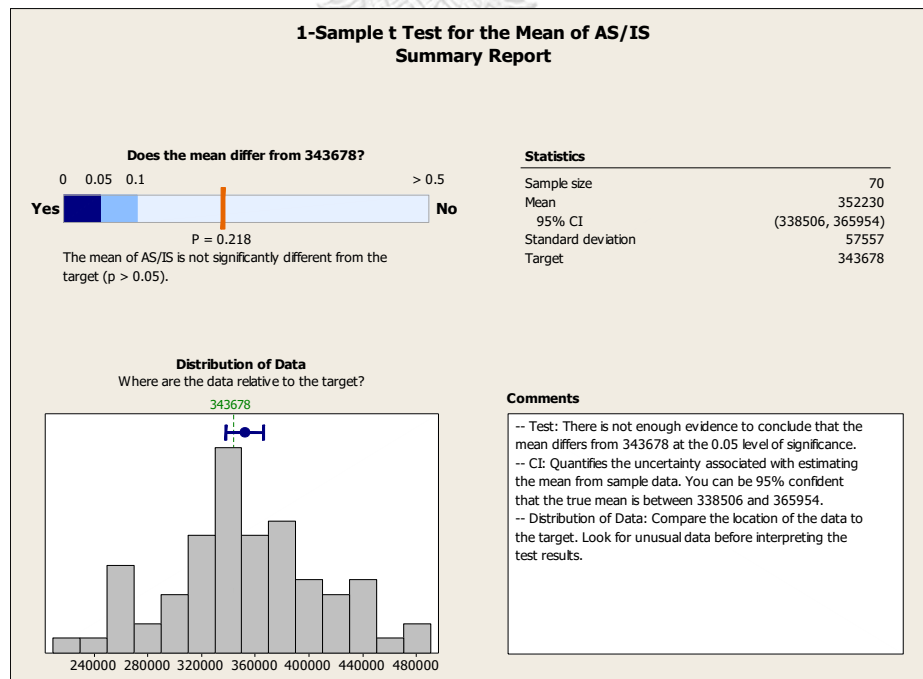 1-Sample t Test for the Mean of AS/IS
Summary Report
Does the mean differ from 343678?
0 0.05 0.1 > 0.5
Yes No
P = 0.218
The mean of AS/IS is not significantly different from the
target (p > 0.05).
Statistics
Sample size 70
Mean 352230
95% CI (338506, 365954)
Standard deviation 57557
Target 343678
Distribution of Data
Where are the data relative to the target?
343678
240000 280000 320000 360000 400000 440000 480000
Comments
-- Test: There is not enough evidence to conclude that the
mean differs from 343678 at the 0.05 level of significance.
-- CI: Quantifies the uncertainty associated with estimating
the mean from sample data. You can be 95% confident
that the true mean is between 338506 and 365954.
-- Distribution of Data: Compare the location of the data to
the target. Look for unusual data before interpreting the
test results.